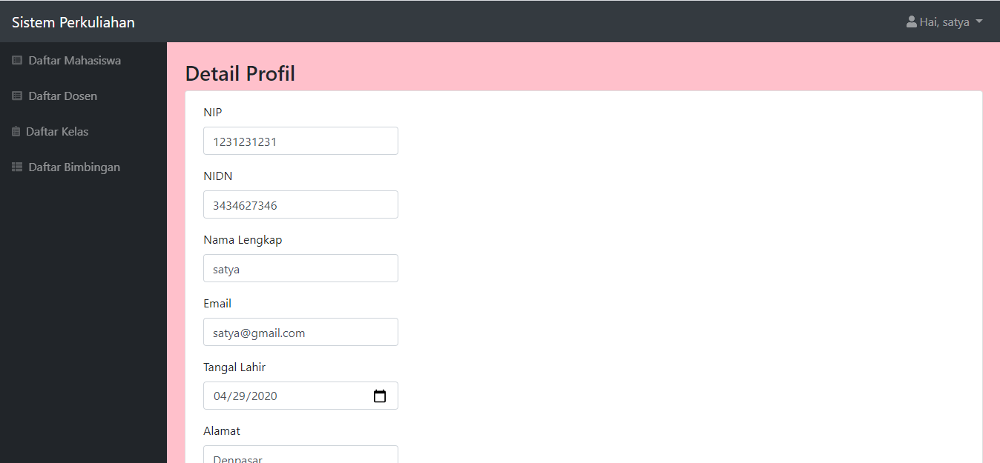 Sistem Perkuliahan
Hai, satya
Daftar Mahasiswa
Daftar Dosen
Daftar Kelas
Daftar Bimbingan
Detail Profil
NIP
1231231231
NIDN
3434627346
Nama Lengkap
satya
Email
satya@gmail.com
Tangal Lahir
04/29/2020
Alamat
Denpasar